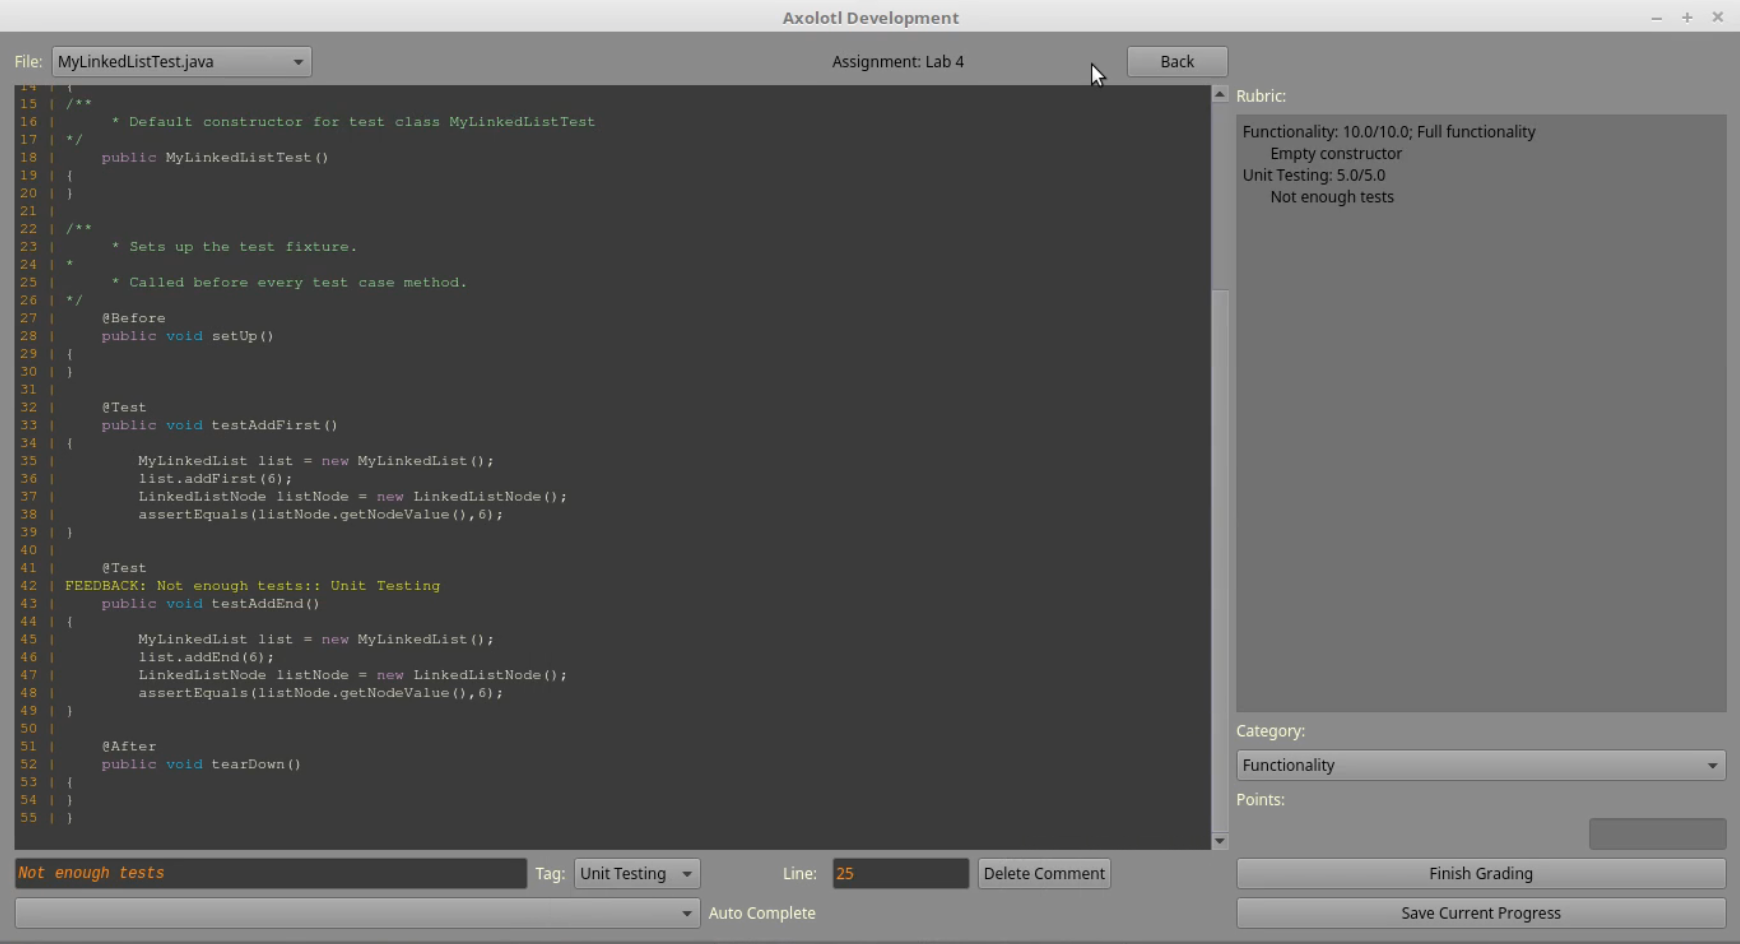 Axolotl Development
File: MyLinkedListTest.java Assignment: Lab 4 Back
14 | {
15 | /**
16 |      * Default constructor for test class MyLinkedListTest
17 | */
18 |     public MyLinkedListTest()
19 | {
20 | }
21 |
22 | /**
23 |      * Sets up the test fixture.
24 | *
25 |      * Called before every test case method.
26 | */
27 |     @Before
28 |     public void setUp()
29 | {
30 | }
31 |
32 |     @Test
33 |     public void testAddFirst()
34 | {
35 |         MyLinkedList list = new MyLinkedList();
36 |         list.addFirst(6);
37 |         LinkedListNode listNode = new LinkedListNode();
38 |         assertEquals(listNode.getNodeValue(),6);
39 | }
40 |
41 |     @Test
42 | FEEDBACK: Not enough tests:: Unit Testing
43 |     public void testAddEnd()
44 | {
45 |         MyLinkedList list = new MyLinkedList();
46 |         list.addEnd(6);
47 |         LinkedListNode listNode = new LinkedListNode();
48 |         assertEquals(listNode.getNodeValue(),6);
49 | }
50 |
51 |     @After
52 |     public void tearDown()
53 | {
54 | }
55 | }
Rubric:
Functionality: 10.0/10.0; Full functionality
Empty constructor
Unit Testing: 5.0/5.0
Not enough tests
Category:
Functionality
Points:
Not enough tests Tag: Unit Testing Line: 25 Delete Comment Finish Grading
Auto Complete Save Current Progress